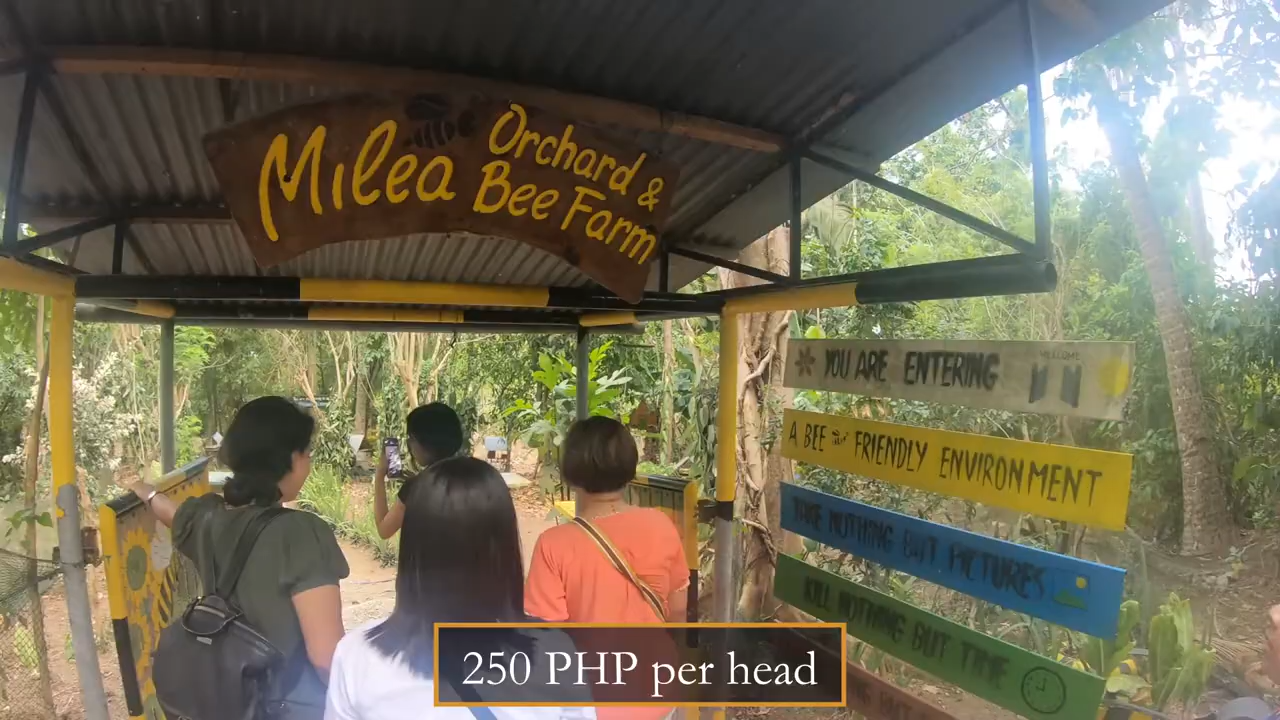 Milea Orchard &
Bee Farm
WELCOME
YOU ARE ENTERING
A BEE FRIENDLY ENVIRONMENT
TAKE NOTHING BUT PICTURES
KILL NOTHING BUT TIME
250 PHP per head